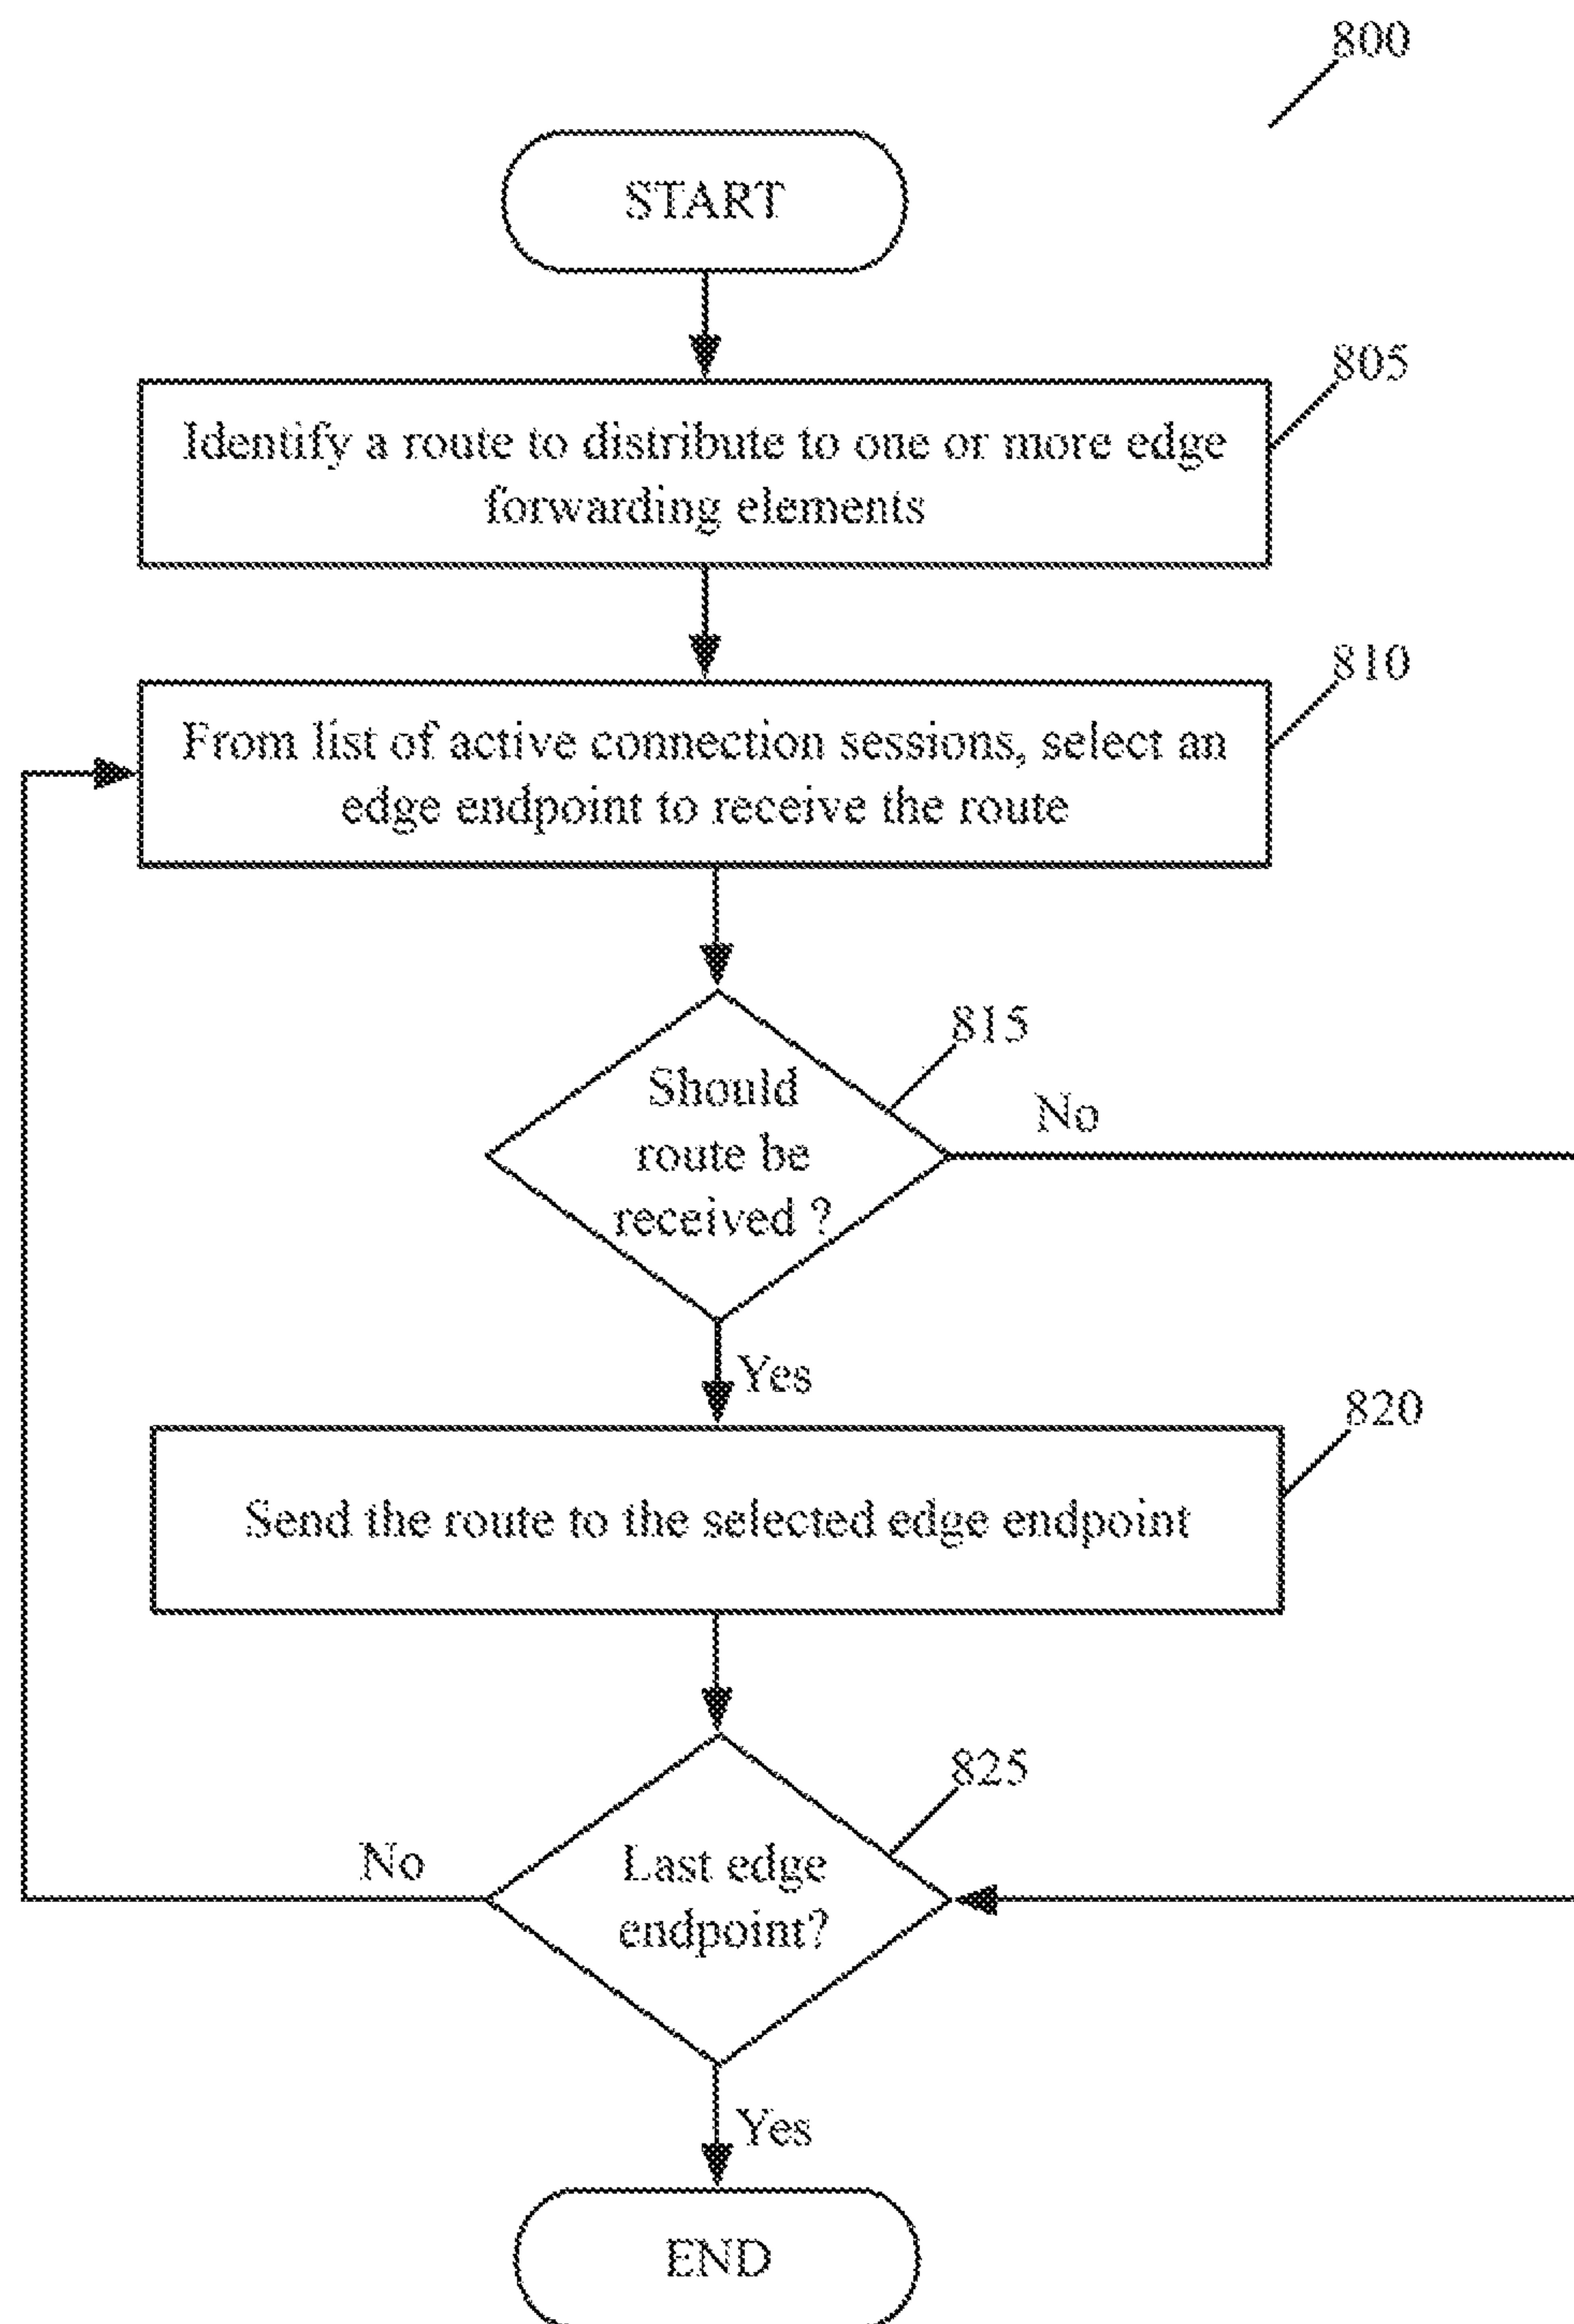 800
START
805
Identify a route to distribute to one or more edge
forwarding elements
810
From list of active connection sessions, select an
edge endpoint to receive the route
815
Should
route be
received ?
No
Yes
820
Send the route to the selected edge endpoint
825
Last edge
endpoint?
No
Yes
END